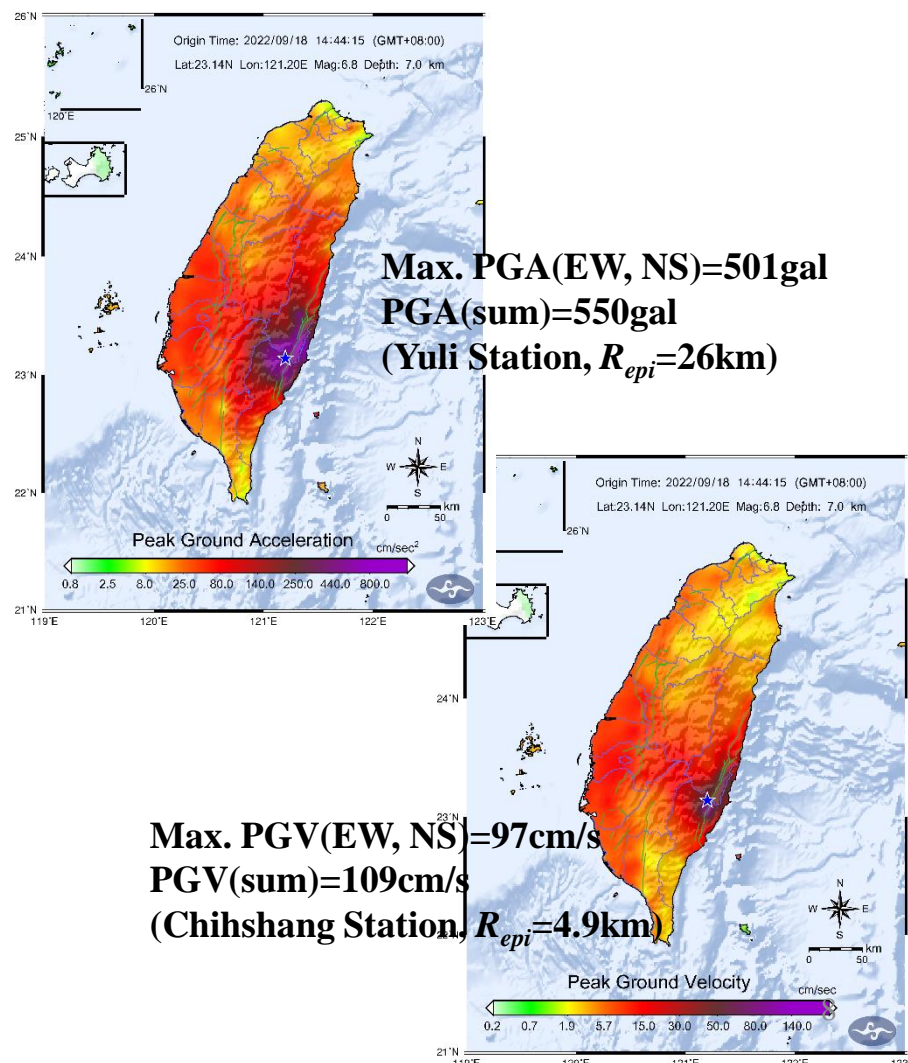 26°N
Origin Time: 2022/09/18 14:44:15 (GMT+08:00)
Lat:23.14N Lon:121.20E Mag:6.8 Depth: 7.0 km
26°N
120°E
25°N
24°N
Max. PGA(EW, NS)=501gal
PGA(sum)=550gal
(Yuli Station, Repi=26km)
23°N
N
W E
S
22°N
0 50 km
Peak Ground Acceleration
cm/sec2
0.8 2.5 8.0 25.0 80.0 140.0 250.0 440.0 800.0
21°N
119°E 120°E 121°E 122°E 123°E
Origin Time: 2022/09/18 14:44:15 (GMT+08:00)
Lat:23.14N Lon:121.20E Mag:6.8 Depth: 7.0 km
26°N
24°N
23°N
Max. PGV(EW, NS)=97cm/s
PGV(sum)=109cm/s
(Chihshang Station, Repi=4.9km)
N
W E
S
0 50 km
Peak Ground Velocity
cm/sec
0.2 0.7 1.9 5.7 15.0 30.0 50.0 80.0 140.0
21°N